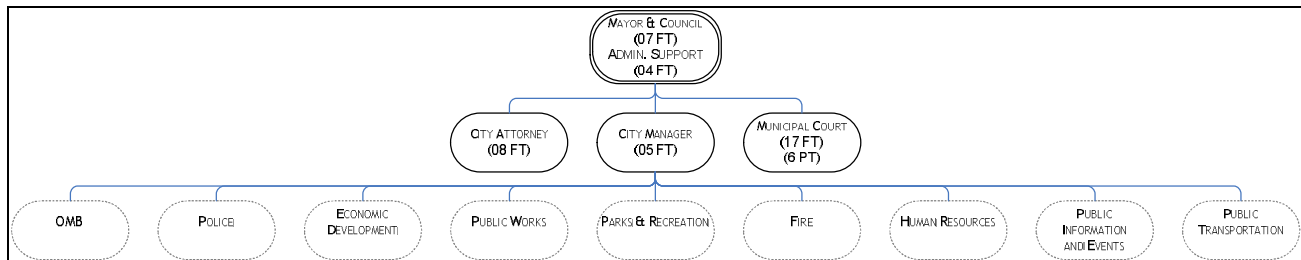 MAYOR & COUNCIL
(07 FT)
ADMIN. SUPPORT
(04 FT)
CITY ATTORNEY
(08 FT)
CITY MANAGER
(05 FT)
MUNICIPAL COURT
(17 FT)
(6 PT)
OMB
POLICE
ECONOMIC
DEVELOPMENT
PUBLIC WORKS
PARKS & RECREATION
FIRE
HUMAN RESOURCES
PUBLIC
INFORMATION
AND EVENTS
PUBLIC
TRANSPORTATION